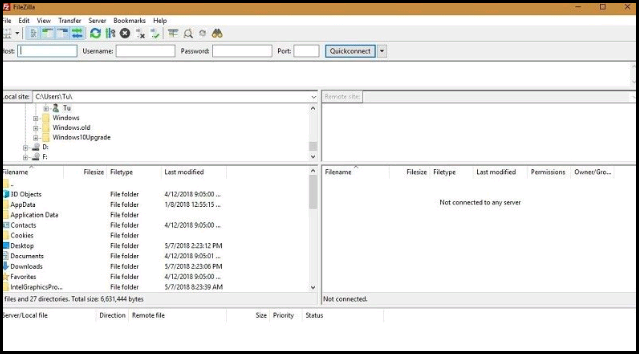 FileZilla
File Edit View Transfer Server Bookmarks Help
Host: Username: Password: Port: Quickconnect
Local site: C:\Users\Tu\ Remote site:
Tu
Windows
Windows.old
Windows10Upgrade
D:
F:
Filename Filesize Filetype Last modified Filename Filesize Filetype Last modified Permissions Owner/Gro...
..
3D Objects File folder 4/12/2018 9:05:00 ...
AppData File folder 1/8/2018 12:55:15 ...
Not connected to any server
Application Data File folder
Contacts File folder 4/12/2018 9:05:00 ...
Cookies File folder
Desktop File folder 5/7/2018 2:23:12 PM
Documents File folder 4/12/2018 9:05:01 ...
Downloads File folder 5/7/2018 2:23:06 PM
Favorites File folder 4/12/2018 9:05:00 ...
IntelGraphicsPro... File folder 5/7/2018 8:23:39 AM
files and 27 directories. Total size: 6,631,444 bytes Not connected.
Server/Local file Direction Remote file Size Priority Status